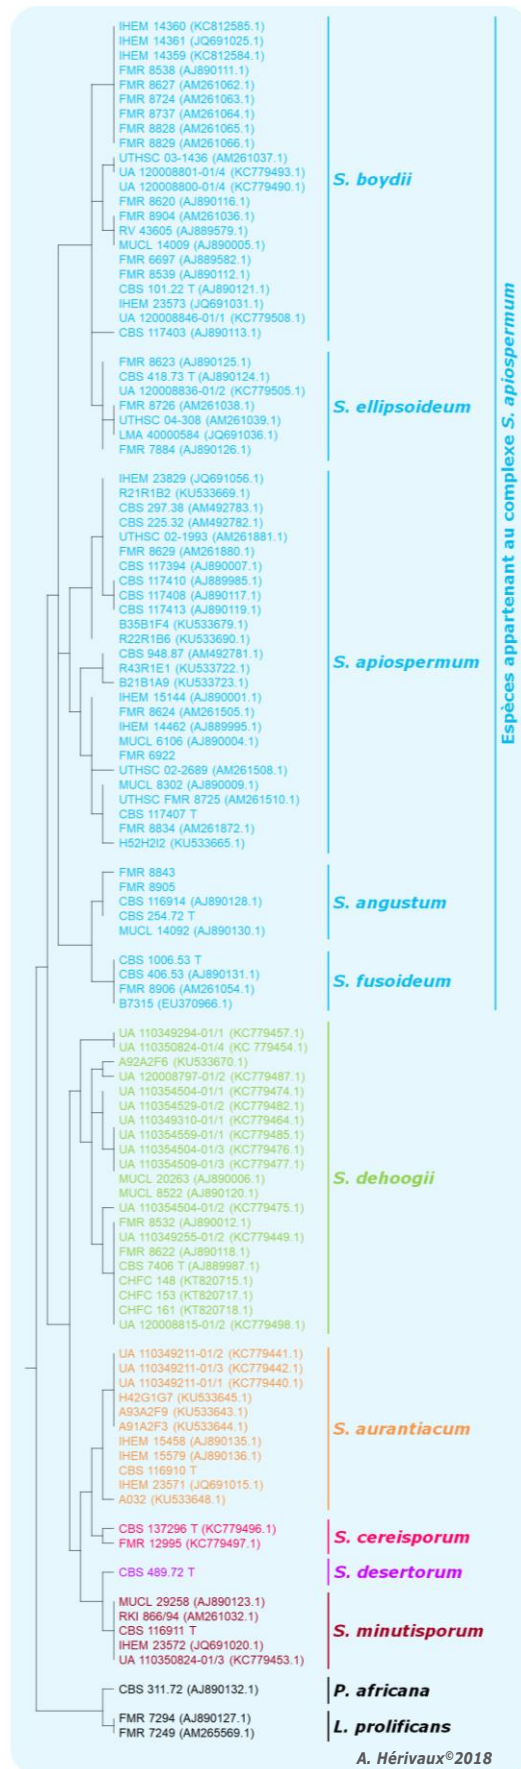 IHEM 14360 (KC812585.1)
IHEM 14361 (JQ691025.1)
IHEM 14359 (KC812584.1)
FMR 8538 (AJ890111.1)
FMR 8627 (AM261062.1)
FMR 8724 (AM261063.1)
FMR 8737 (AM261064.1)
FMR 8828 (AM261065.1)
FMR 8829 (AM261066.1)
UTHSC 03-1436 (AM261037.1)
UA 120008801-01/4 (KC779493.1)
UA 120008800-01/4 (KC779490.1)
FMR 8620 (AJ890116.1)
FMR 8904 (AM261036.1)
RV 43605 (AJ889579.1)
MUCL 14009 (AJ890005.1)
FMR 6697 (AJ889582.1)
FMR 8539 (AJ890112.1)
CBS 101.22 T (AJ890121.1)
IHEM 23573 (JQ691031.1)
UA 120008846-01/1 (KC779508.1)
CBS 117403 (AJ890113.1)
S. boydii
FMR 8623 (AJ890125.1)
CBS 418.73 T (AJ890124.1)
UA 120008836-01/2 (KC779505.1)
FMR 8726 (AM261038.1)
UTHSC 04-308 (AM261039.1)
LMA 40000584 (JQ691036.1)
FMR 7884 (AJ890126.1)
S. ellipsoideum
IHEM 23829 (JQ691056.1)
R21R1B2 (KU533669.1)
CBS 297.38 (AM492783.1)
CBS 225.32 (AM492782.1)
UTHSC 02-1993 (AM261881.1)
FMR 8629 (AM261880.1)
CBS 117394 (AJ890007.1)
CBS 117410 (AJ889985.1)
CBS 117408 (AJ890117.1)
CBS 117413 (AJ890119.1)
B35B1F4 (KU533679.1)
R22R1B6 (KU533690.1)
CBS 948.87 (AM492781.1)
R43R1E1 (KU533722.1)
B21B1A9 (KU533723.1)
IHEM 15144 (AJ890001.1)
FMR 8624 (AM261505.1)
IHEM 14462 (AJ889995.1)
MUCL 6106 (AJ890004.1)
FMR 6922
UTHSC 02-2689 (AM261508.1)
MUCL 8302 (AJ890009.1)
UTHSC FMR 8725 (AM261510.1)
CBS 117407 T
FMR 8834 (AM261872.1)
H52H2I2 (KU533665.1)
S. apiospermum
FMR 8843
FMR 8905
CBS 116914 (AJ890128.1)
CBS 254.72 T
MUCL 14092 (AJ890130.1)
S. angustum
CBS 1006.53 T
CBS 406.53 (AJ890131.1)
FMR 8906 (AM261054.1)
B7315 (EU370966.1)
S. fusoideum
Espèces appartenant au complexe S. apiospermum
UA 110349294-01/1 (KC779457.1)
UA 110350824-01/4 (KC 779454.1)
A92A2F6 (KU533670.1)
UA 120008797-01/2 (KC779487.1)
UA 110354504-01/1 (KC779474.1)
UA 110354529-01/2 (KC779482.1)
UA 110349310-01/1 (KC779464.1)
UA 110354559-01/1 (KC779485.1)
UA 110354504-01/3 (KC779476.1)
UA 110354509-01/3 (KC779477.1)
MUCL 20263 (AJ890006.1)
MUCL 8522 (AJ890120.1)
UA 110354504-01/2 (KC779475.1)
FMR 8532 (AJ890012.1)
UA 110349255-01/2 (KC779449.1)
FMR 8622 (AJ890118.1)
CBS 7406 T (AJ889987.1)
CHFC 148 (KT820715.1)
CHFC 153 (KT820717.1)
CHFC 161 (KT820718.1)
UA 120008815-01/2 (KC779498.1)
S. dehoogii
UA 110349211-01/2 (KC779441.1)
UA 110349211-01/3 (KC779442.1)
UA 110349211-01/1 (KC779440.1)
H42G1G7 (KU533645.1)
A93A2F9 (KU533643.1)
A91A2F3 (KU533644.1)
IHEM 15458 (AJ890135.1)
IHEM 15579 (AJ890136.1)
CBS 116910 T
IHEM 23571 (JQ691015.1)
A032 (KU533648.1)
S. aurantiacum
CBS 137296 T (KC779496.1)
FMR 12995 (KC779497.1)
S. cereisporum
CBS 489.72 T
S. desertorum
MUCL 29258 (AJ890123.1)
RKI 866/94 (AM261032.1)
CBS 116911 T
IHEM 23572 (JQ691020.1)
UA 110350824-01/3 (KC779453.1)
S. minutisporum
CBS 311.72 (AJ890132.1)
P. africana
FMR 7294 (AJ890127.1)
FMR 7249 (AM265569.1)
L. prolificans
A. Hérivaux©2018